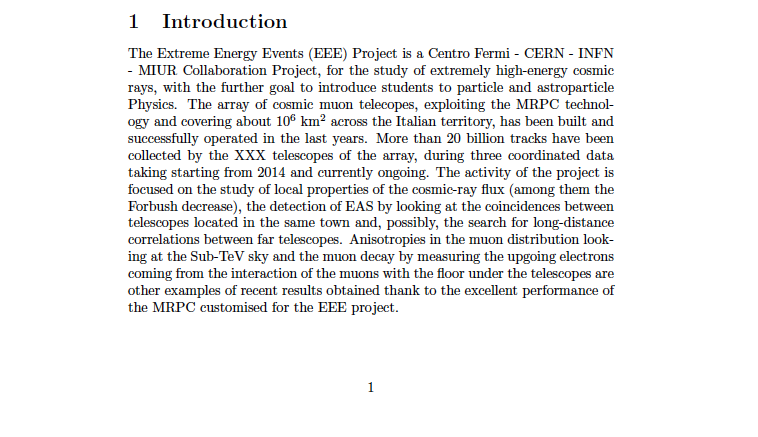 1 Introduction
The Extreme Energy Events (EEE) Project is a Centro Fermi - CERN - INFN
- MIUR Collaboration Project, for the study of extremely high-energy cosmic
rays, with the further goal to introduce students to particle and astroparticle
Physics. The array of cosmic muon telecopes, exploiting the MRPC technol-
ogy and covering about 10⁶ km² across the Italian territory, has been built and
successfully operated in the last years. More than 20 billion tracks have been
collected by the XXX telescopes of the array, during three coordinated data
taking starting from 2014 and currently ongoing. The activity of the project is
focused on the study of local properties of the cosmic-ray flux (among them the
Forbush decrease), the detection of EAS by looking at the coincidences between
telescopes located in the same town and, possibly, the search for long-distance
correlations between far telescopes. Anisotropies in the muon distribution look-
ing at the Sub-TeV sky and the muon decay by measuring the upgoing electrons
coming from the interaction of the muons with the floor under the telescopes are
other examples of recent results obtained thank to the excellent performance of
the MRPC customised for the EEE project.
1